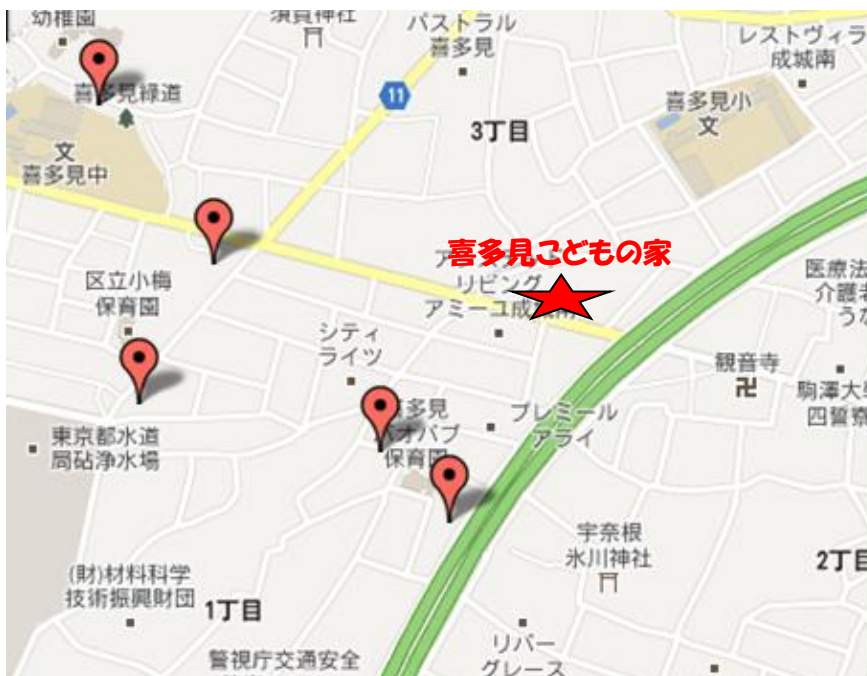 幼稚園
須賀神社
パストラル
喜多見
レストヴィラ
成城南
喜多見緑道
11
喜多見小
文
3丁目
文
喜多見中
喜多見こどもの家
リビング
アミーユ成城南
区立小梅
保育園
シティ
ライツ
医療法
介護老
うな
観音寺
卍
駒澤大
四誓寮
喜多見
バオバブ
保育園
プレミール
アライ
東京都水道
局砧浄水場
宇奈根
氷川神社
2丁目
(財)材料科学
技術振興財団
1丁目
警視庁交通安全
リバー
グレース